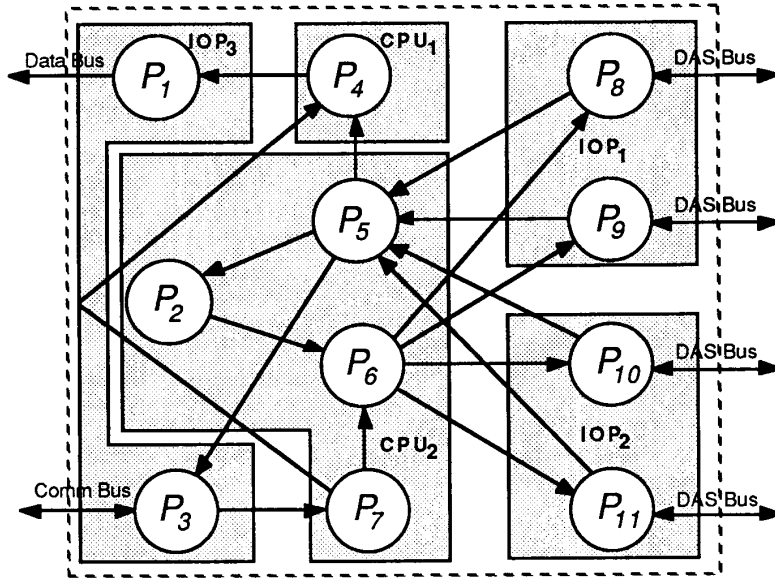 IOP3 CPU1
Data Bus P1 P4 P8 DAS Bus
IOP1
P5 P9 DAS Bus
P2
P6 P10 DAS Bus
CPU2 IOP2
Comm Bus P3 P7 P11 DAS Bus